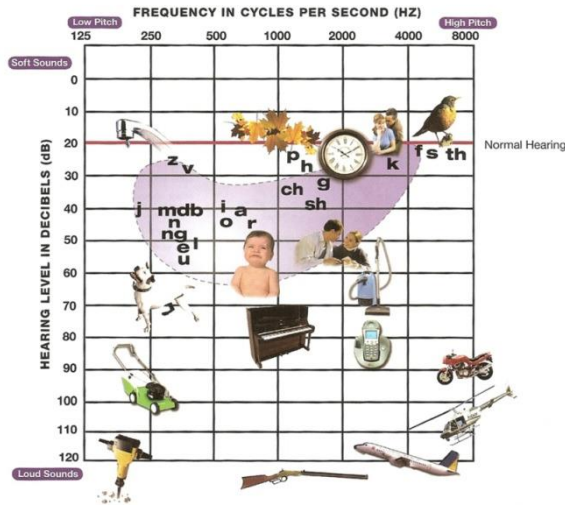 FREQUENCY IN CYCLES PER SECOND (HZ)
Low Pitch
High Pitch
125 250 500 1000 2000 4000 8000
Soft Sounds
HEARING LEVEL IN DECIBELS (dB)
0
10
20
Normal Hearing
z v p h k f s th
30
ch g
40
j mdb i a sh
n o r
50
ng
e l
u
60
70
80
90
100
110
120
Loud Sounds